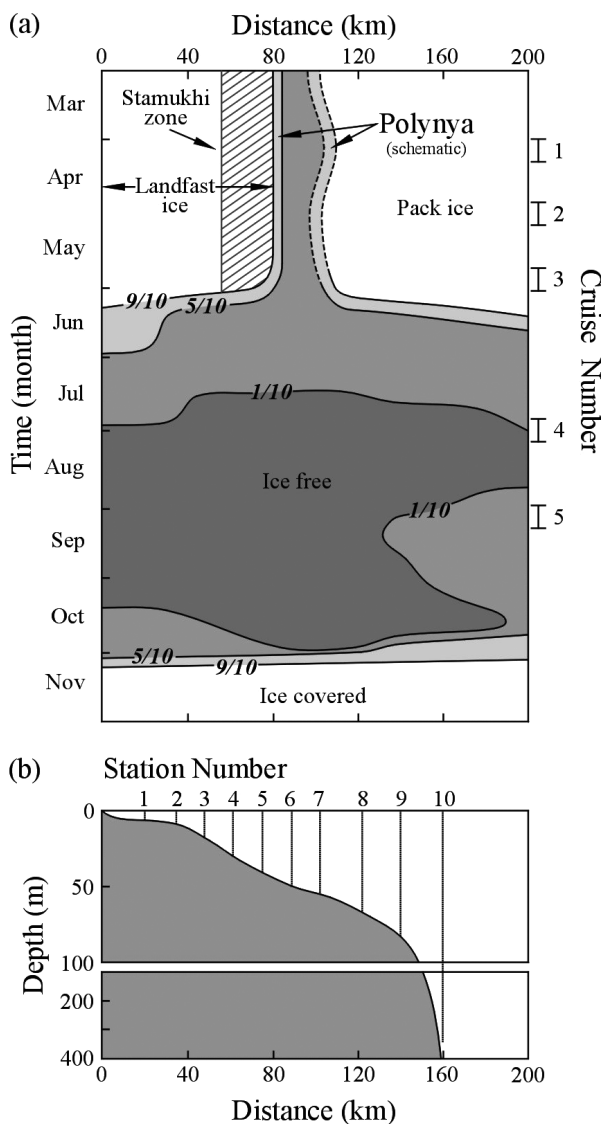 (a)
Distance (km)
0 40 80 120 160 200
Mar
Apr
May
Jun
Jul
Aug
Sep
Oct
Nov
Time (month)
Stamukhi
zone
Landfast
ice
Polynya
(schematic)
Pack ice
9/10
5/10
1/10
Ice free
1/10
5/10
9/10
Ice covered
1
2
3
4
5
Cruise Number
(b)
Station Number
1 2 3 4 5 6 7 8 9 10
0
50
100
200
400
Depth (m)
0 40 80 120 160 200
Distance (km)